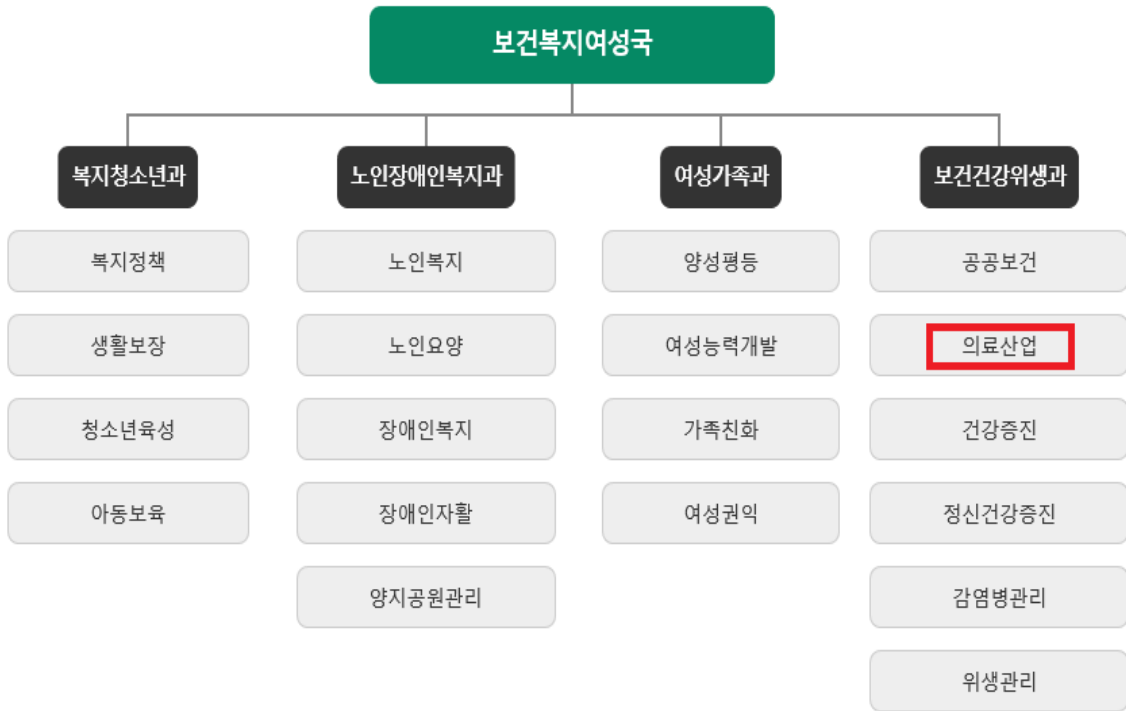 보건복지여성국
복지청소년과
노인장애인복지과
여성가족과
보건건강위생과
복지정책
노인복지
양성평등
공공보건
생활보장
노인요양
여성능력개발
의료산업
청소년육성
장애인복지
가족친화
건강증진
아동보육
장애인자활
여성권익
정신건강증진
양지공원관리
감염병관리
위생관리